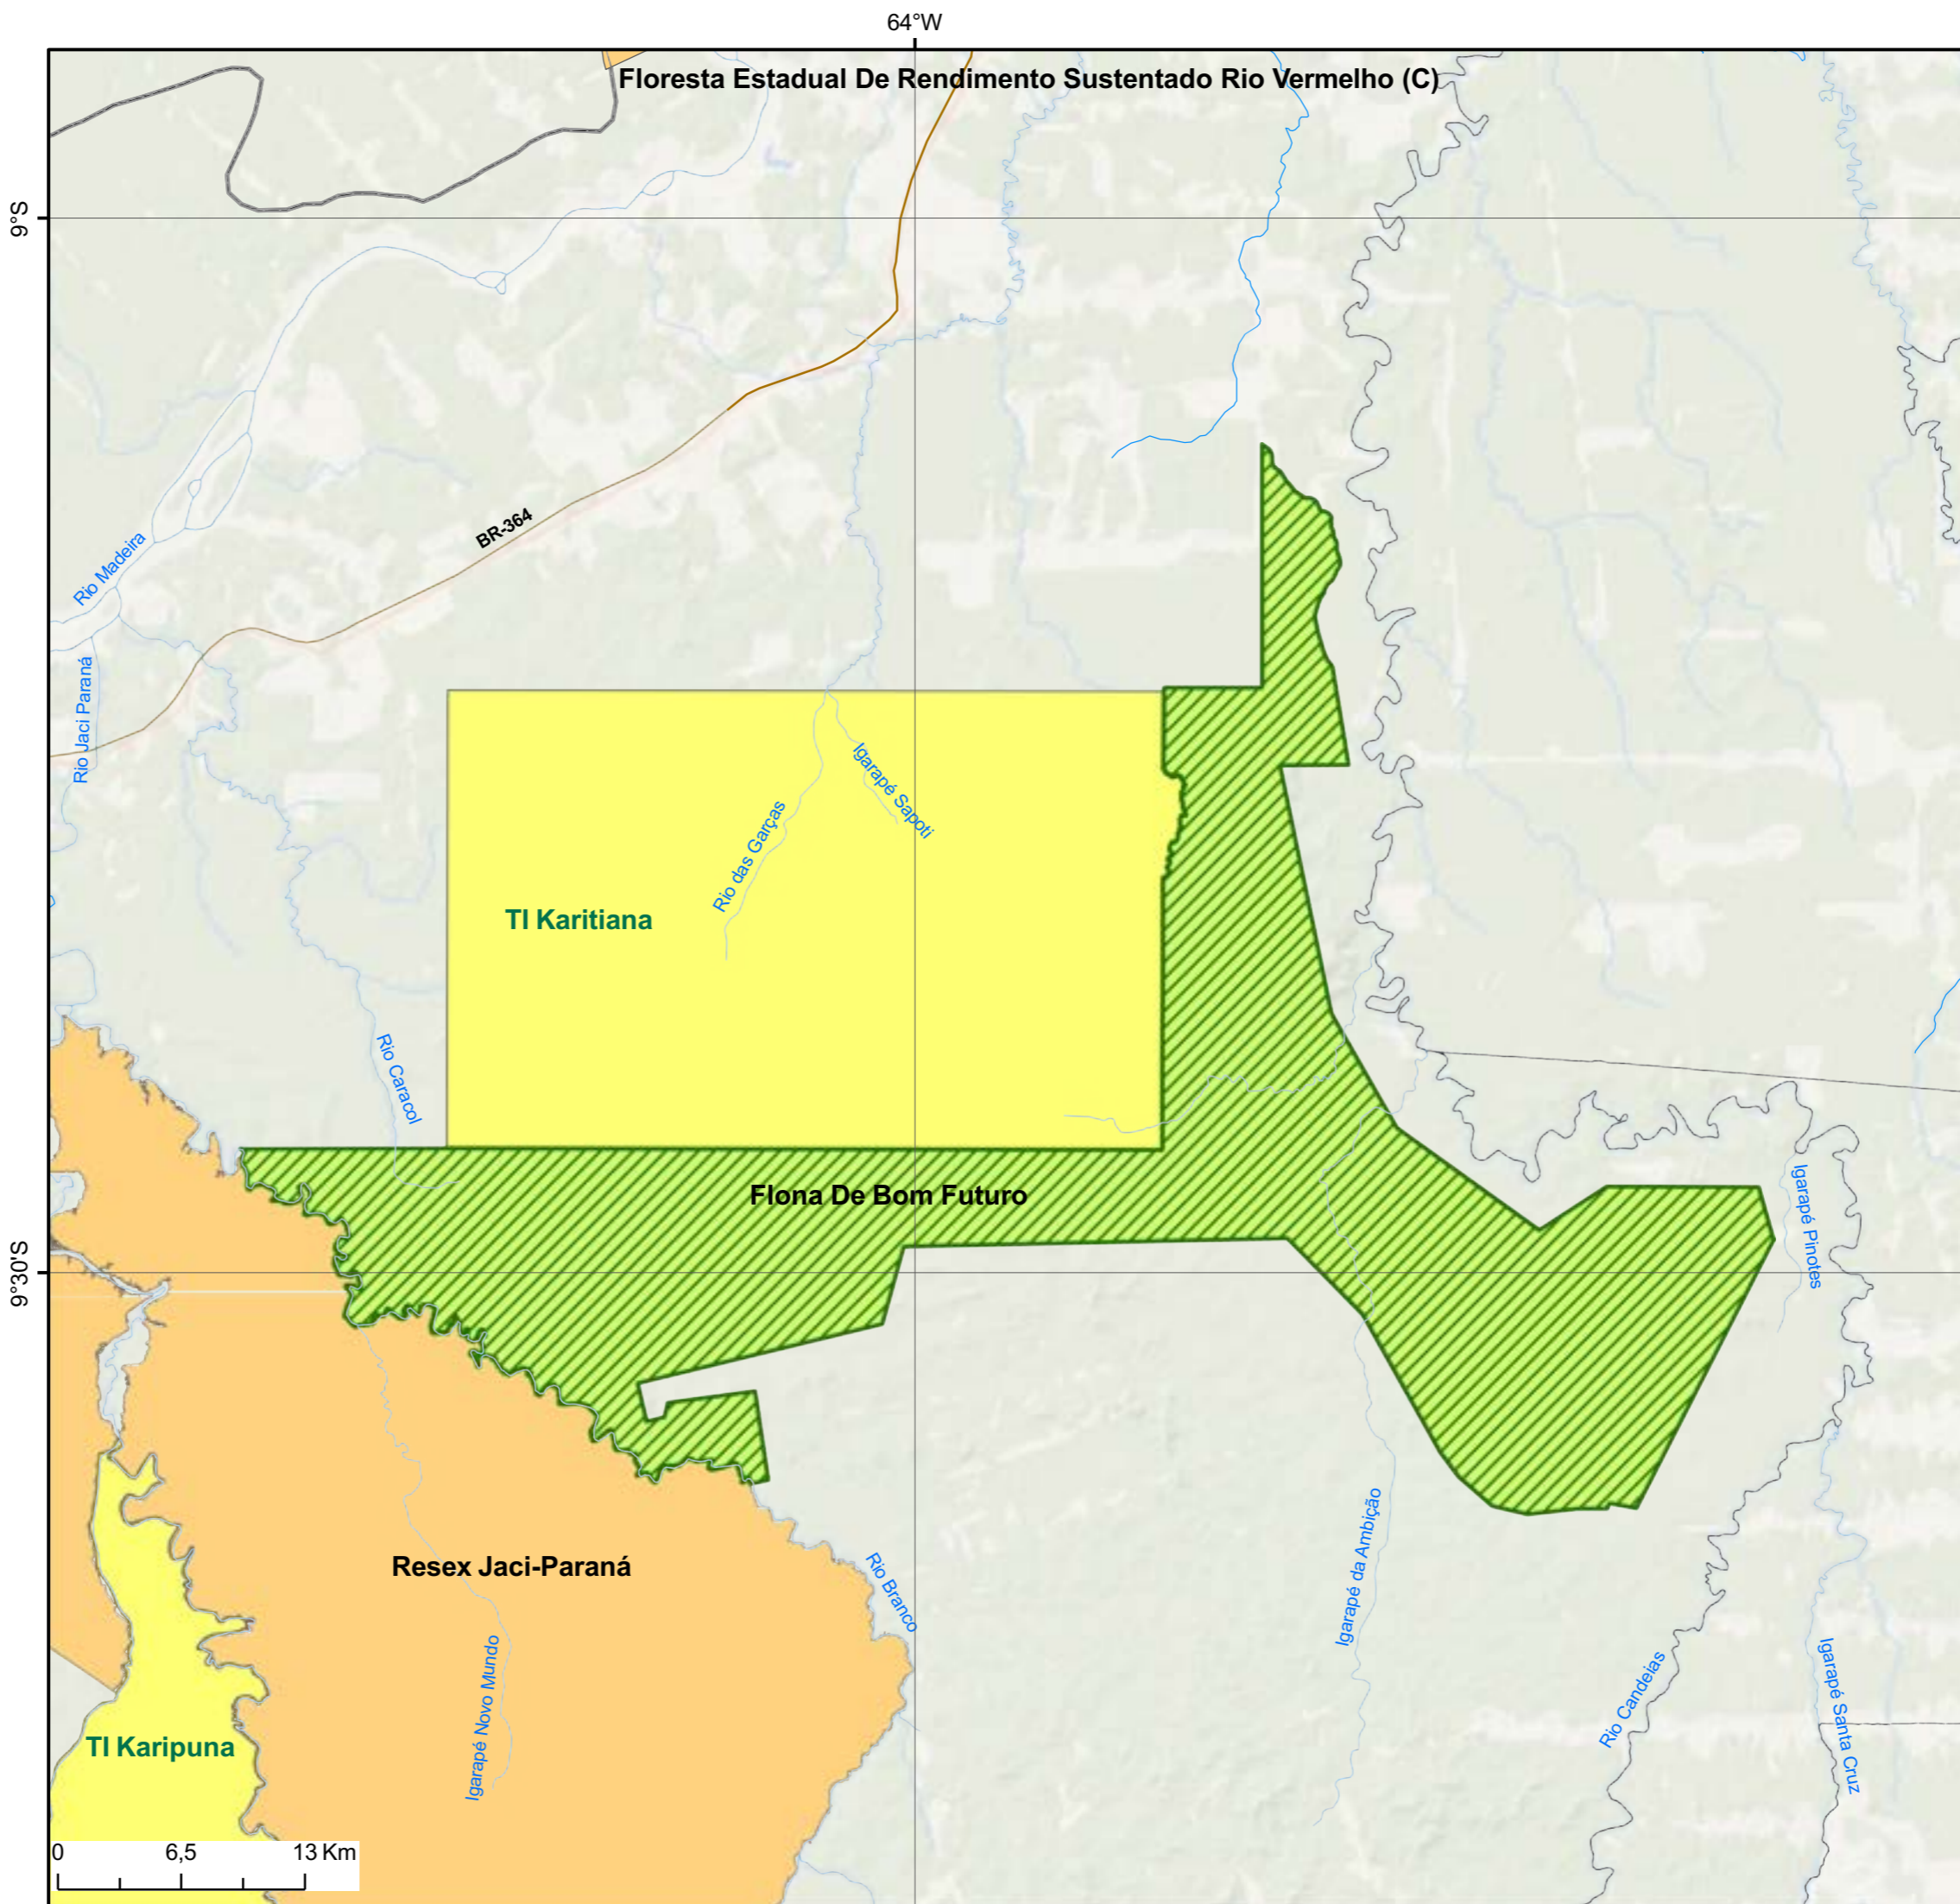 64°W
Floresta Estadual De Rendimento Sustentado Rio Vermelho (C)
9°S
BR-364
Rio Madeira
Rio Jaci Paraná
Igarapé Sapoti
Rio das Garças
TI Karitiana
Rio Caracol
Flona De Bom Futuro
Igarapé Pinotes
9°30'S
Resex Jaci-Paraná
Rio Branco
Igarapé da Ambição
Igarapé Novo Mundo
Rio Candeias
Igarapé Santa Cruz
TI Karipuna
0 6,5 13 Km